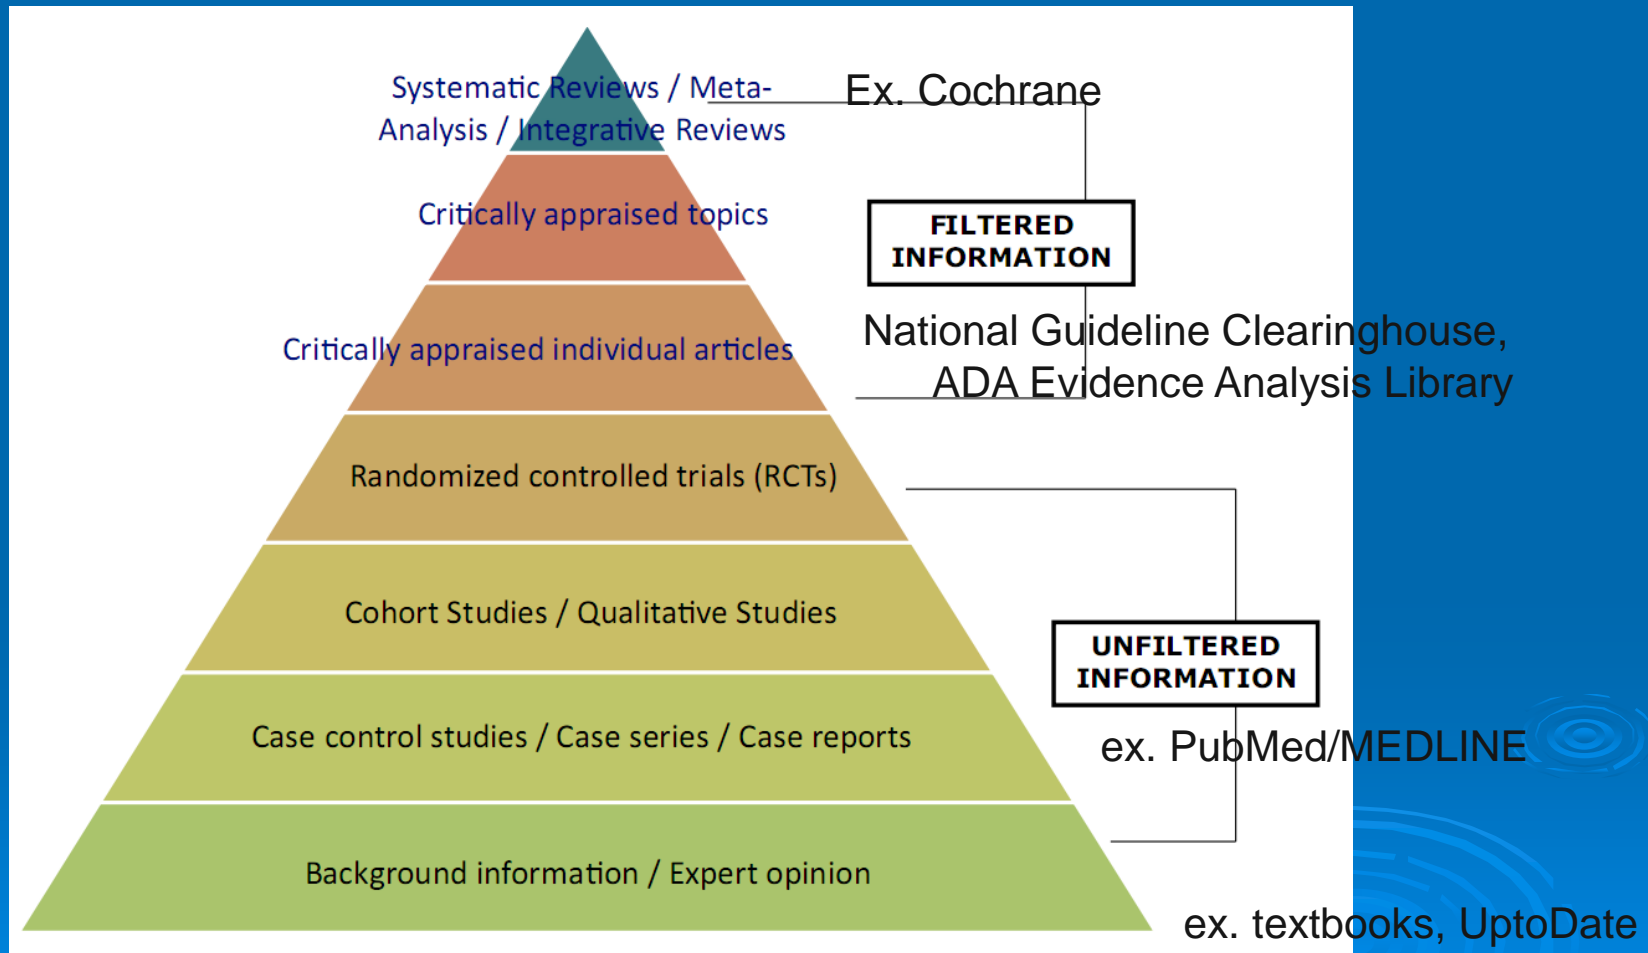 Systematic Reviews / Meta-
Analysis / Integrative Reviews
Ex. Cochrane
Critically appraised topics
FILTERED
INFORMATION
Critically appraised individual articles
National Guideline Clearinghouse,
ADA Evidence Analysis Library
Randomized controlled trials (RCTs)
Cohort Studies / Qualitative Studies
UNFILTERED
INFORMATION
Case control studies / Case series / Case reports
ex. PubMed/MEDLINE
Background information / Expert opinion
ex. textbooks, UptoDate